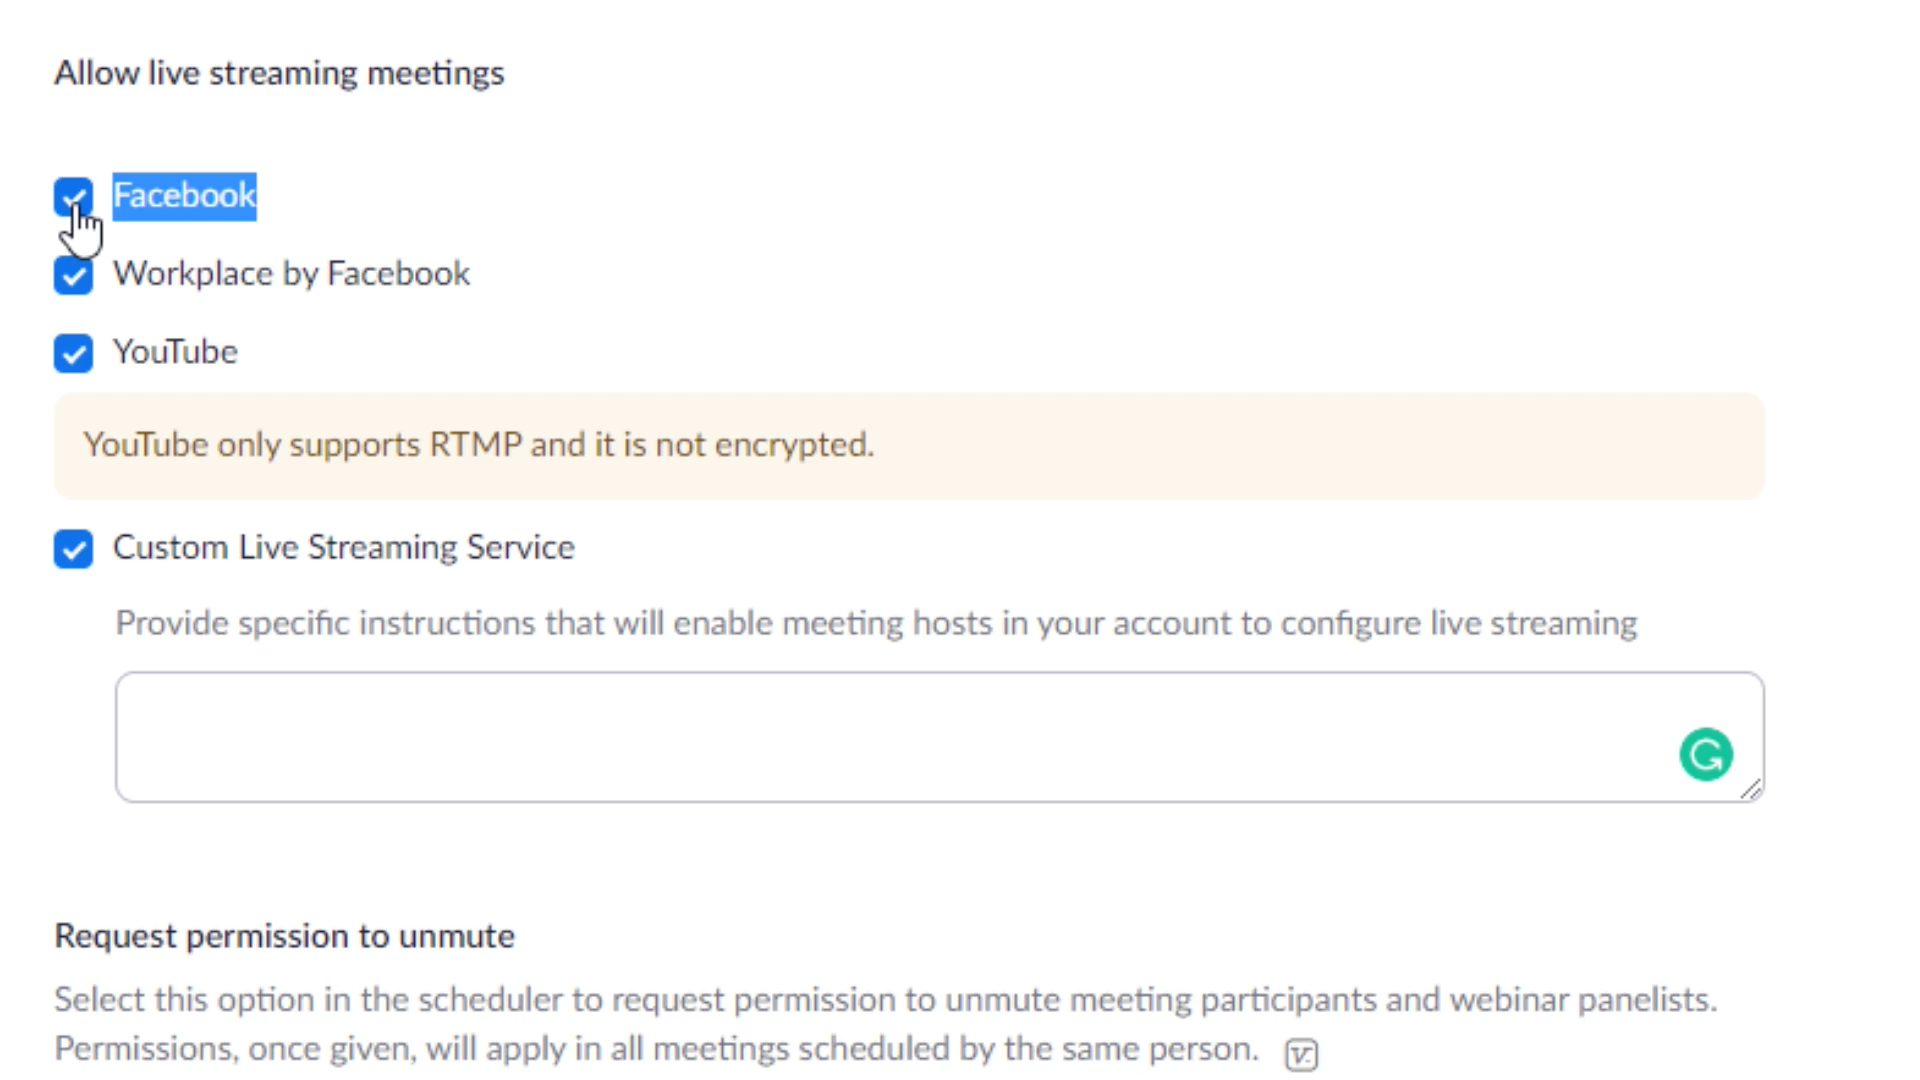 Allow live streaming meetings
Facebook
Workplace by Facebook
YouTube
YouTube only supports RTMP and it is not encrypted.
Custom Live Streaming Service
Provide specific instructions that will enable meeting hosts in your account to configure live streaming
Request permission to unmute
Select this option in the scheduler to request permission to unmute meeting participants and webinar panelists.
Permissions, once given, will apply in all meetings scheduled by the same person.